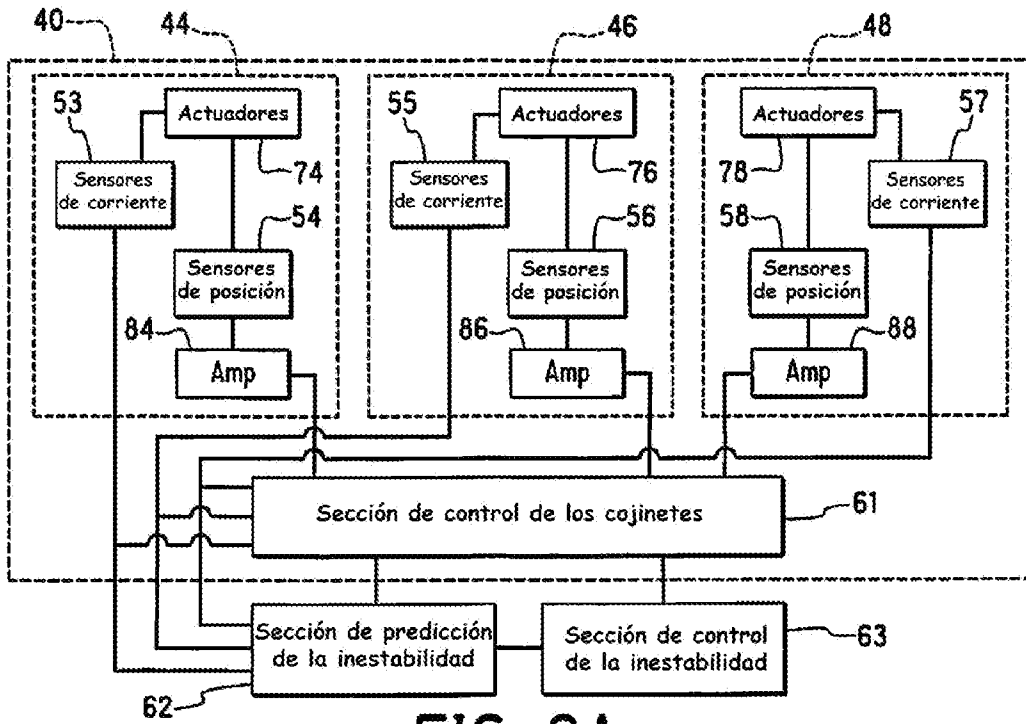 40
44
46
48
53
Actuadores
74
Sensores
de corriente
54
Sensores
de posición
84
Amp
55
Actuadores
76
Sensores
de corriente
56
Sensores
de posición
86
Amp
57
Actuadores
78
Sensores
de corriente
58
Sensores
de posición
88
Amp
Sección de control de los cojinetes
61
Sección de predicción
de la inestabilidad
62
Sección de control
de la inestabilidad
63